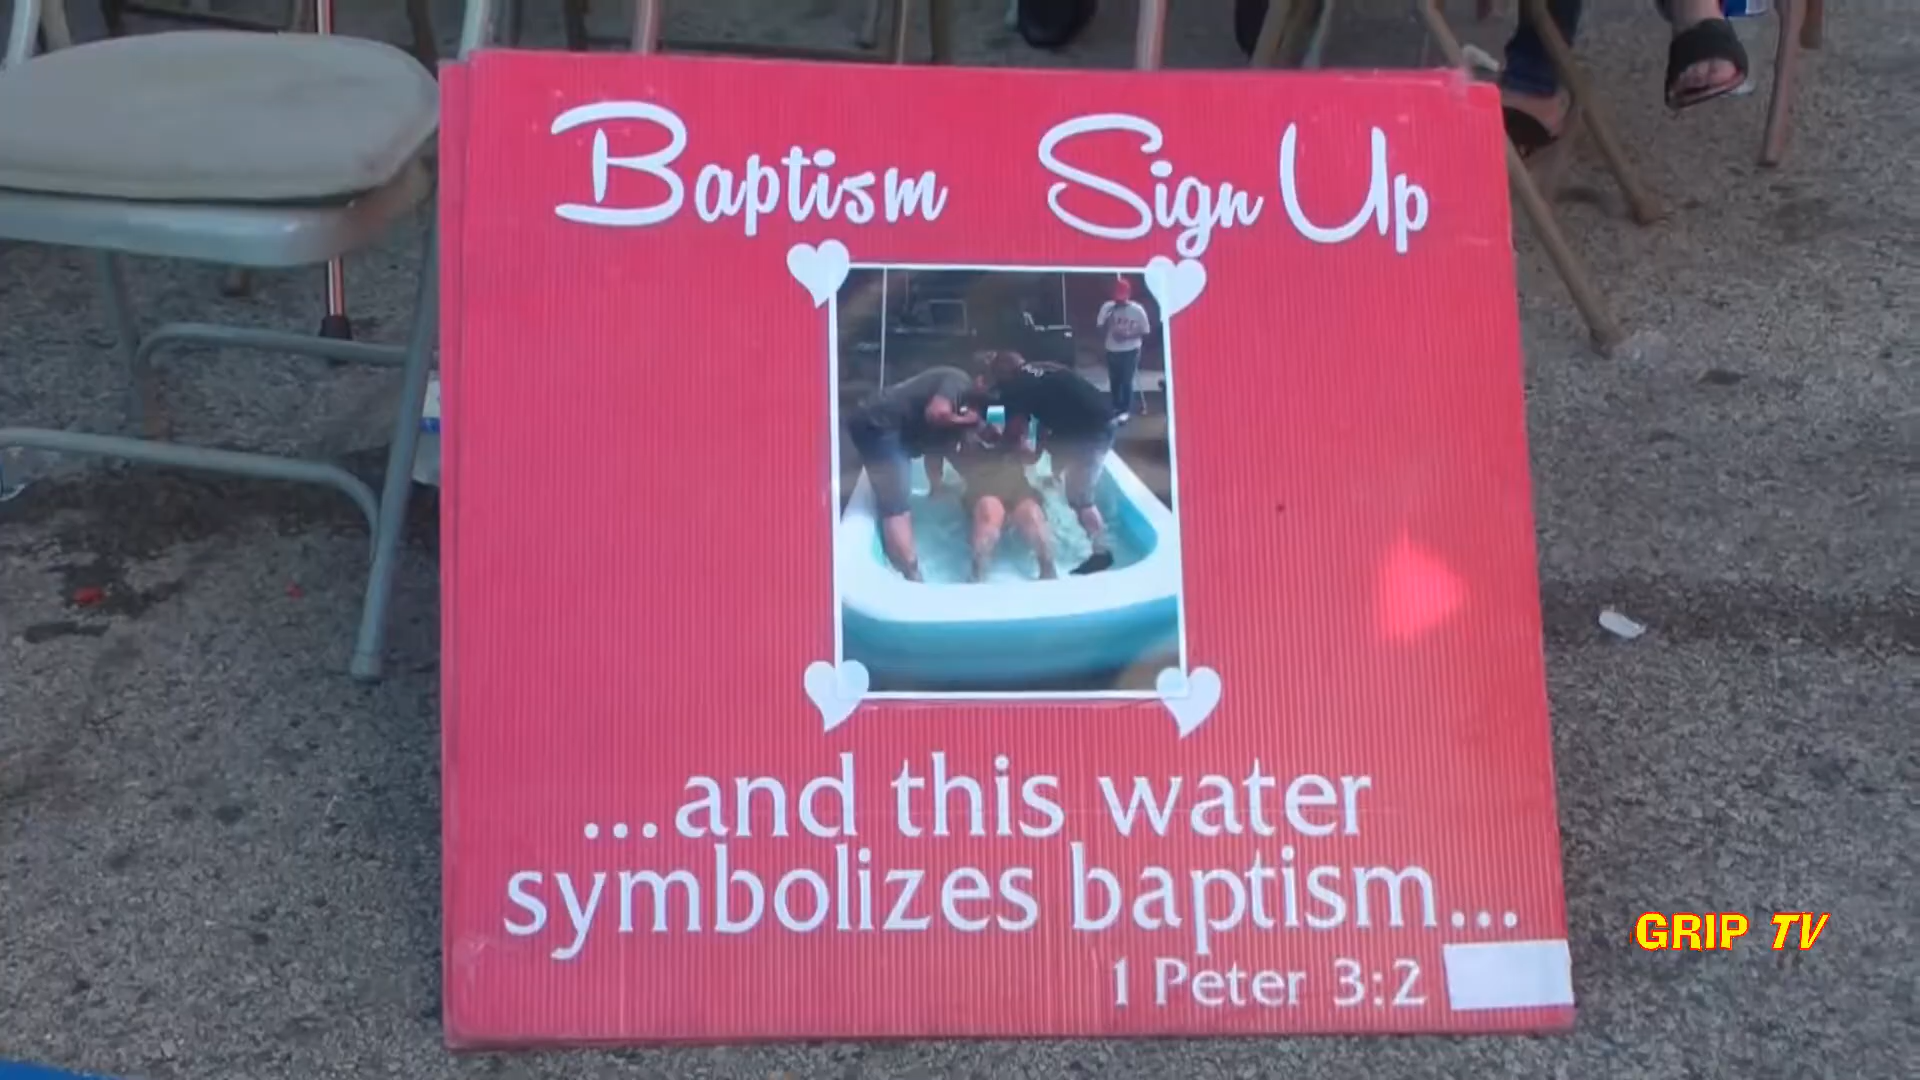 Baptism Sign Up
...and this water
symbolizes baptism...
1 Peter 3:2
GRIP TV